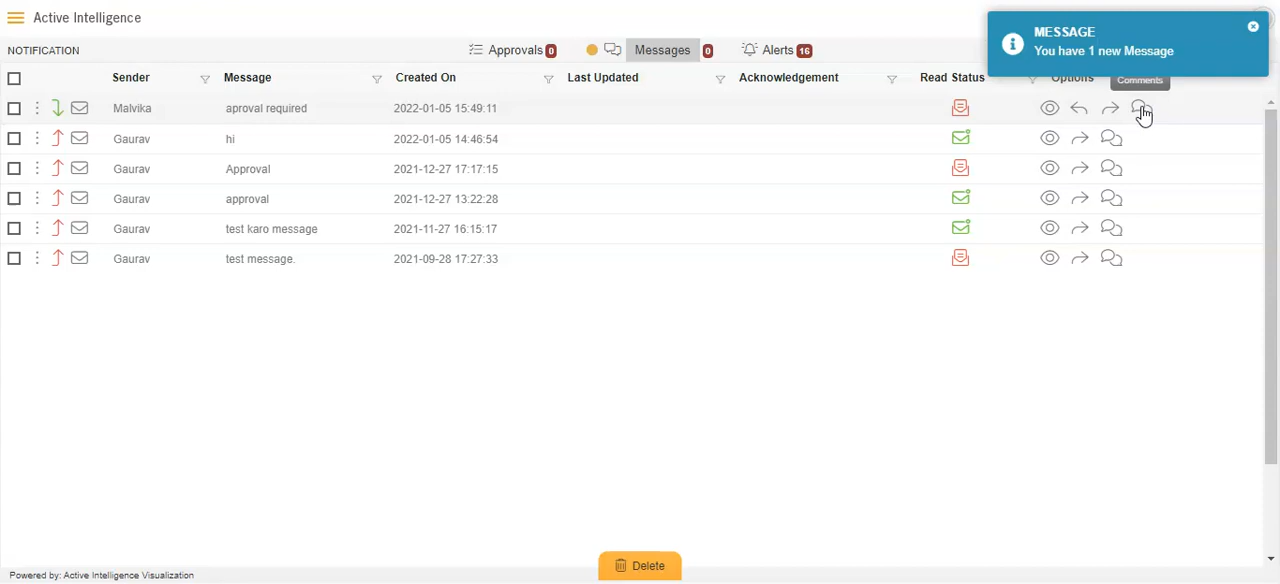 Active Intelligence
MESSAGE
You have 1 new Message
NOTIFICATION
Approvals 0
Messages 0
Alerts 16
Sender Message Created On Last Updated Acknowledgement Read Status Options
Comments
Malvika aproval required 2022-01-05 15:49:11
Gaurav hi 2022-01-05 14:46:54
Gaurav Approval 2021-12-27 17:17:15
Gaurav approval 2021-12-27 13:22:28
Gaurav test karo message 2021-11-27 16:15:17
Gaurav test message. 2021-09-28 17:27:33
Delete
Powered by: Active Intelligence Visualization